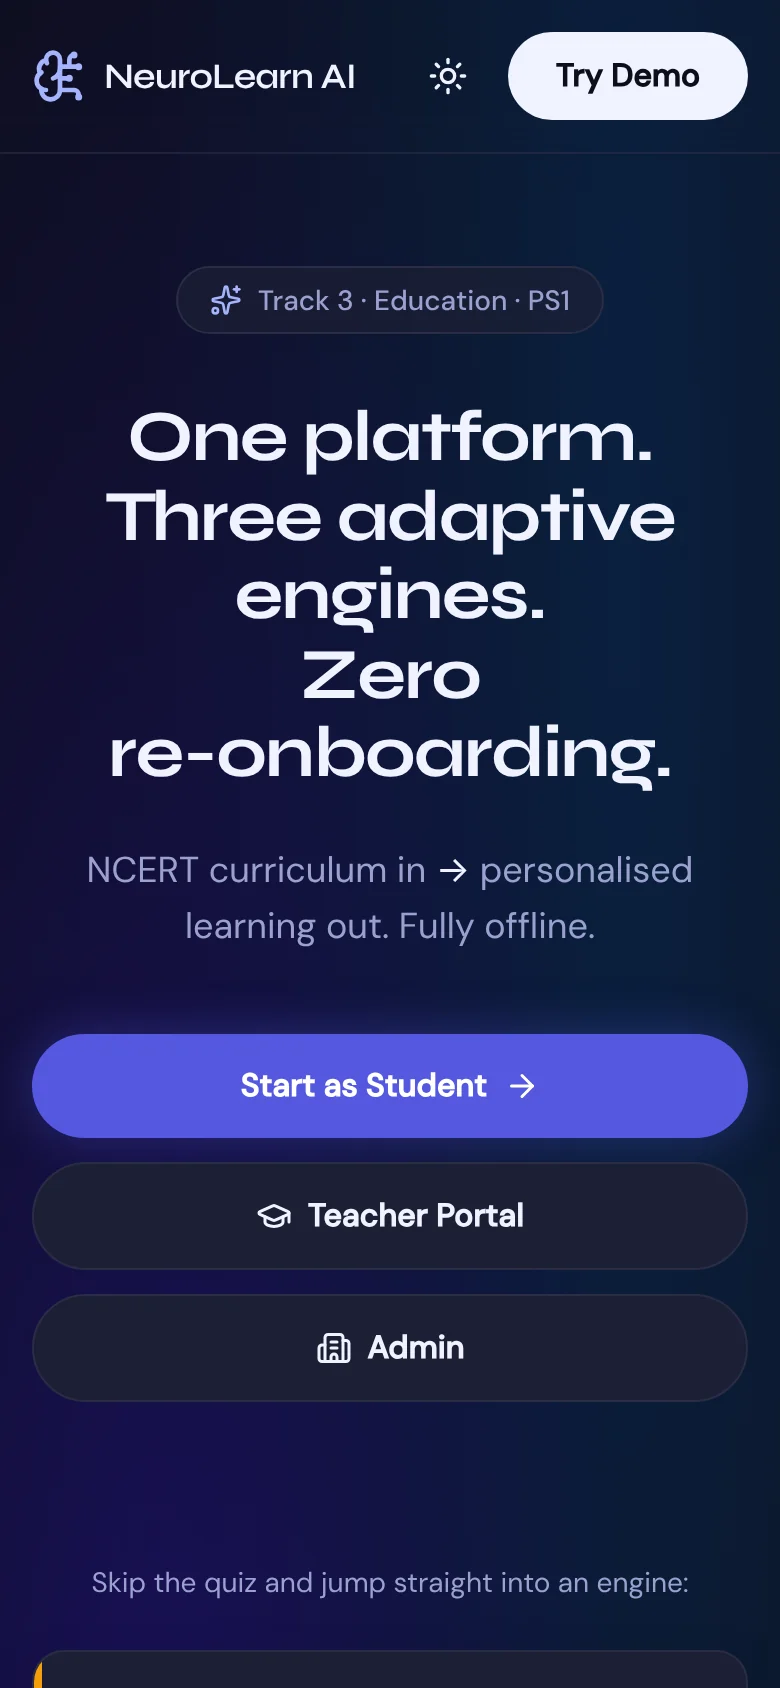 NeuroLearn AI
Try Demo
Track 3 · Education · PS1
One platform.
Three adaptive
engines.
Zero
re-onboarding.
NCERT curriculum in → personalised
learning out. Fully offline.
Start as Student →
Teacher Portal
Admin
Skip the quiz and jump straight into an engine: